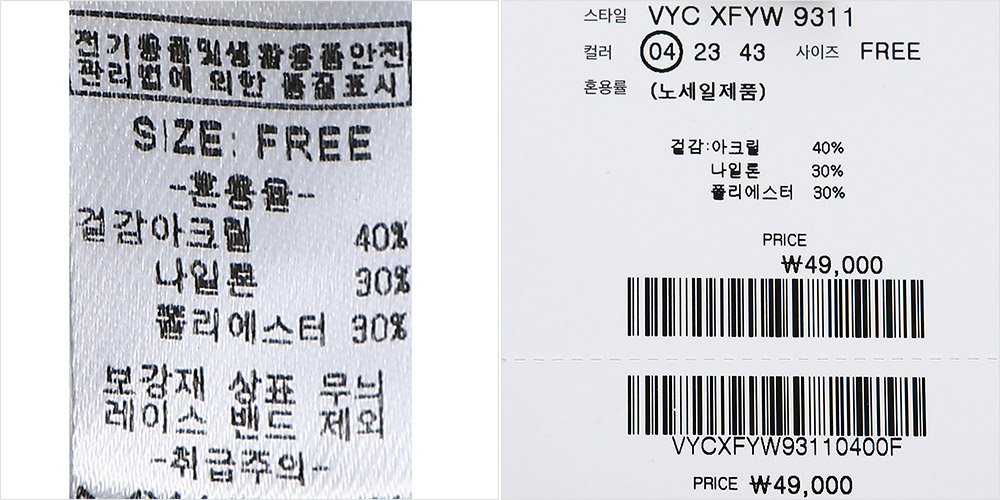 전기용품및생활용품안전
관리법에 의한 품질표시
SIZE: FREE
-혼용율-
겉감아크릴 40%
나일론 30%
폴리에스터 30%
보강재 상표 무늬
레이스 밴드 제외
-취급주의-
스타일 VYC XFYW 9311
컬러 04 23 43 사이즈 FREE
혼용률 (노세일제품)
겉감:아크릴 40%
나일론 30%
폴리에스터 30%
PRICE
₩49,000
VYCXFYW93110400F
PRICE ₩49,000